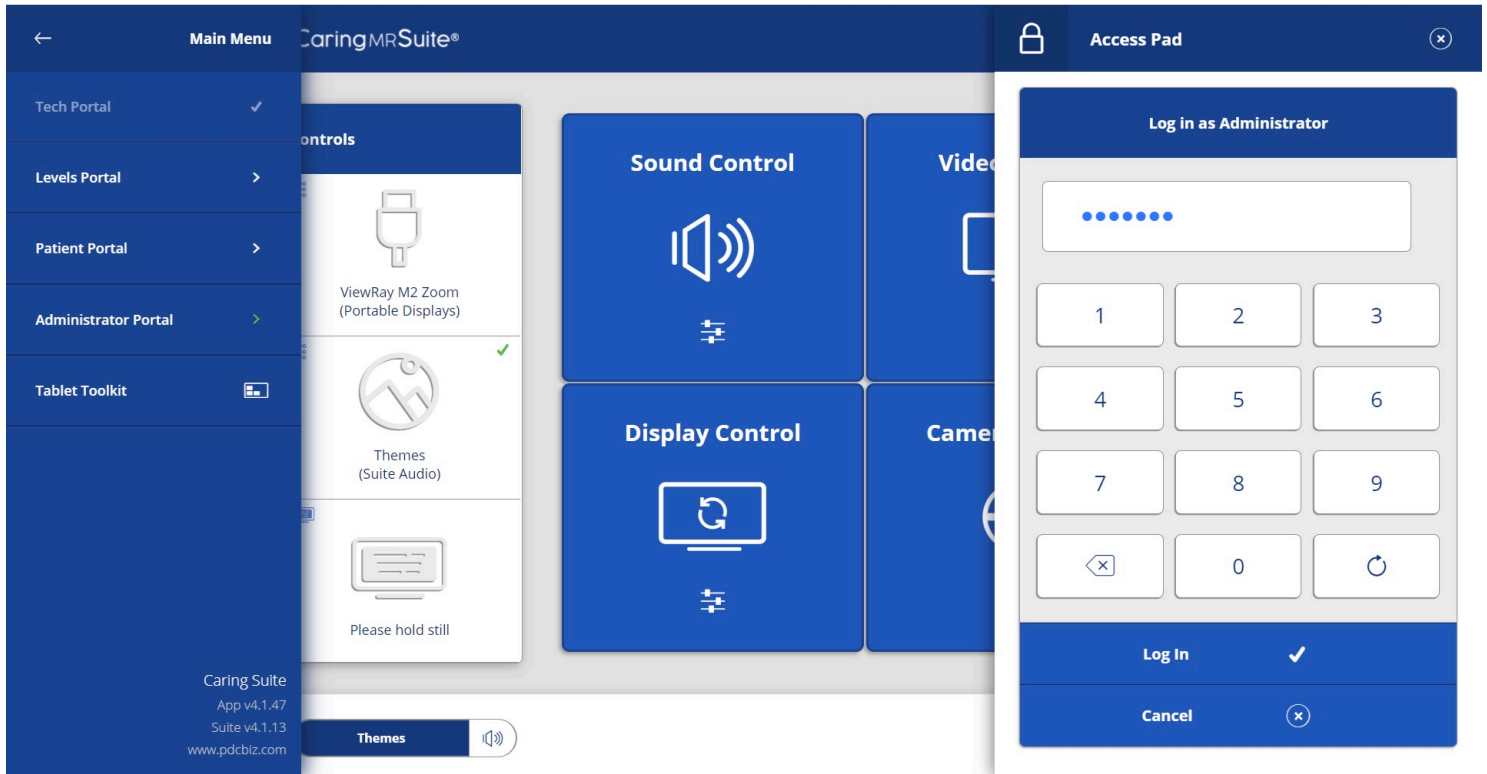 Main Menu
Tech Portal
Levels Portal
Patient Portal
Administrator Portal
Tablet Toolkit
Caring Suite
App v4.1.47
Suite v4.1.13
www.pdcbiz.com
CaringMRSuite®
ontrols
ViewRay M2 Zoom
(Portable Displays)
Themes
(Suite Audio)
Please hold still
Themes
Sound Control
Video
Display Control
Camer
Access Pad
Log in as Administrator
1 2 3
4 5 6
7 8 9
0
Log In
Cancel